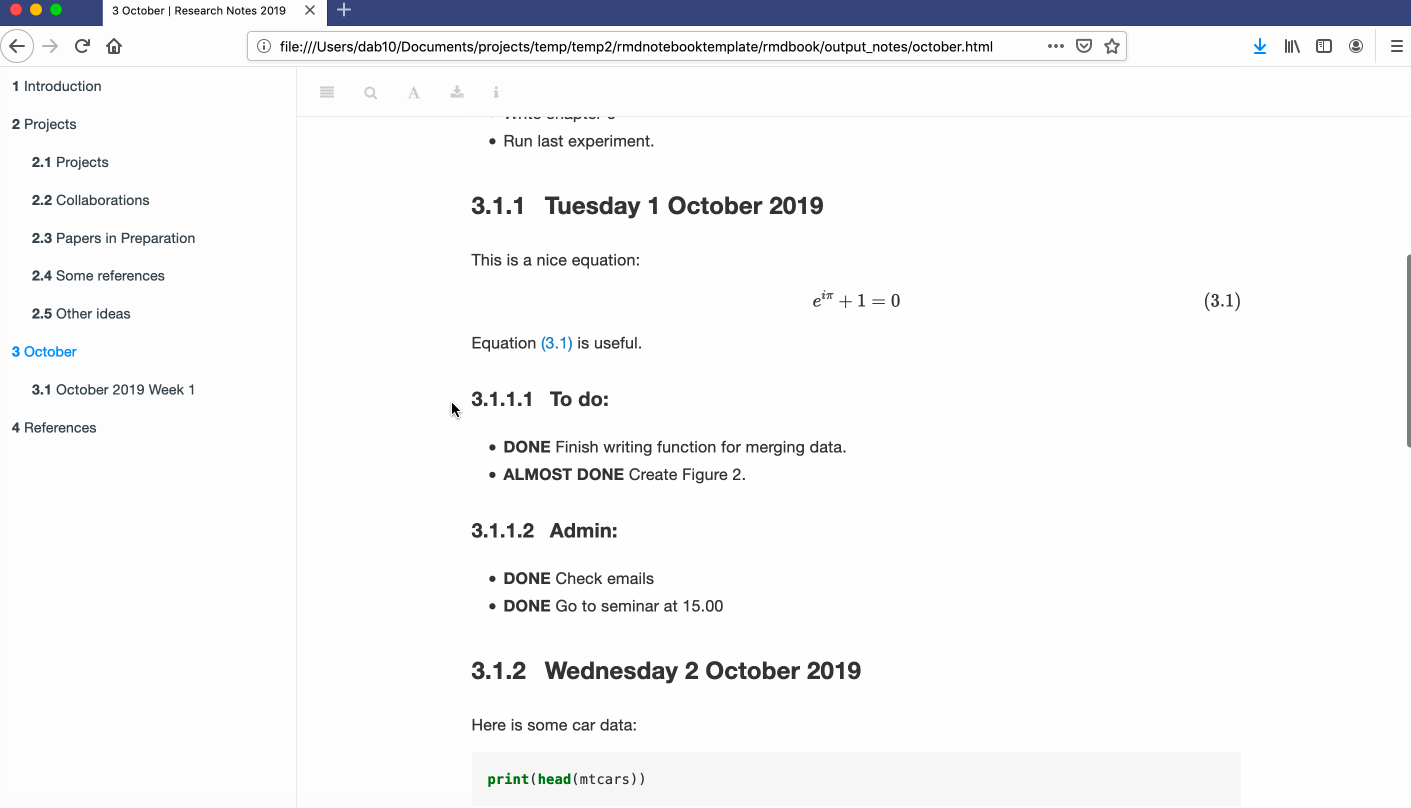 3 October | Research Notes 2019
file:///Users/dab10/Documents/projects/temp/temp2/rmdnotebooktemplate/rmdbook/output_notes/october.html
1 Introduction
2 Projects
2.1 Projects
2.2 Collaborations
2.3 Papers in Preparation
2.4 Some references
2.5 Other ideas
3 October
3.1 October 2019 Week 1
4 References
A
i
• Run last experiment.
3.1.1 Tuesday 1 October 2019
This is a nice equation:
e^{iπ} + 1 = 0 (3.1)
Equation (3.1) is useful.
3.1.1.1 To do:
• DONE Finish writing function for merging data.
• ALMOST DONE Create Figure 2.
3.1.1.2 Admin:
• DONE Check emails
• DONE Go to seminar at 15.00
3.1.2 Wednesday 2 October 2019
Here is some car data:
print(head(mtcars))